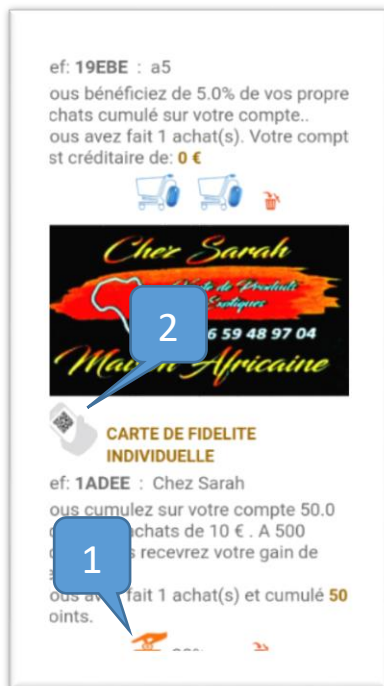 ef: 19EBE : a5
ous bénéficiez de 5.0% de vos propre
chats cumulé sur votre compte..
ous avez fait 1 achat(s). Votre compt
st créditaire de: 0 €
Chez Sarah
de Produits
Exotiques
6 59 48 97 04
2
Africaine
CARTE DE FIDELITE
INDIVIDUELLE
ef: 1ADEE : Chez Sarah
ous cumulez sur votre compte 50.0
achats de 10 € . A 500
recevrez votre gain de
1
fait 1 achat(s) et cumulé 50
oints.